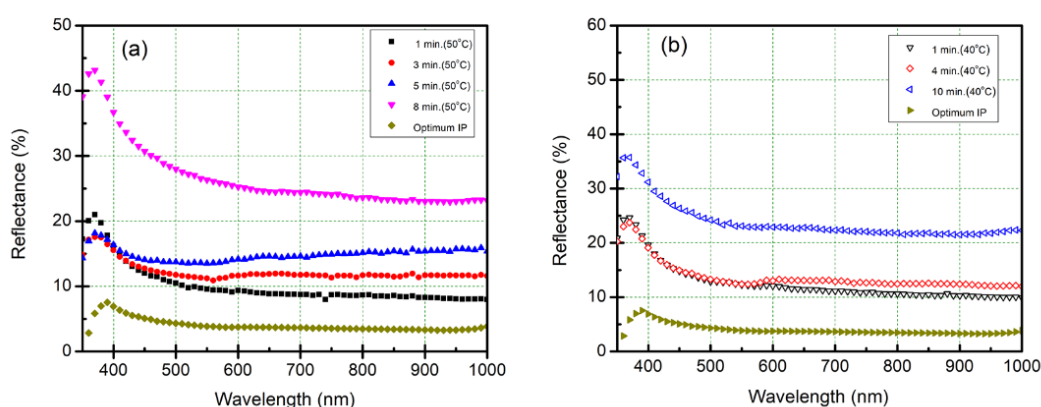 (a)
50
40
30
20
10
0
Reflectance (%)
1 min.(50°C)
3 min.(50°C)
5 min.(50°C)
8 min.(50°C)
Optimum IP
400 500 600 700 800 900 1000
Wavelength (nm)
(b)
60
50
40
30
20
10
0
Reflectance (%)
1 min.(40°C)
4 min.(40°C)
10 min.(40°C)
Optimum IP
400 500 600 700 800 900 1000
Wavelength (nm)